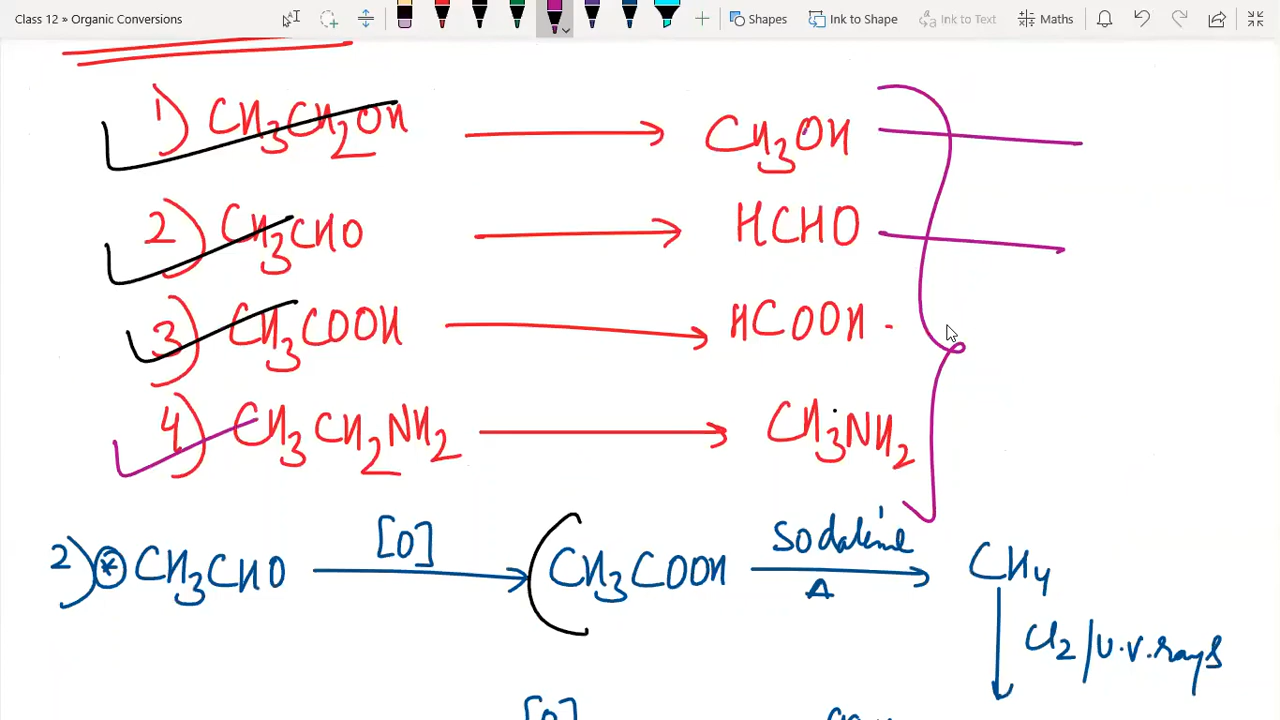 Class 12 » Organic Conversions
Shapes
Ink to Shape
Ink to Text
Maths
1) CH3CH2OH → CH3OH
2) CH3CHO → HCHO
3) CH3COOH → HCOOH.
4) CH3CH2NH2 → CH3NH2
2) * CH3CHO [O] → (CH3COOH sodalime Δ → CH4
↓ Cl2/U.V.rays
[O]